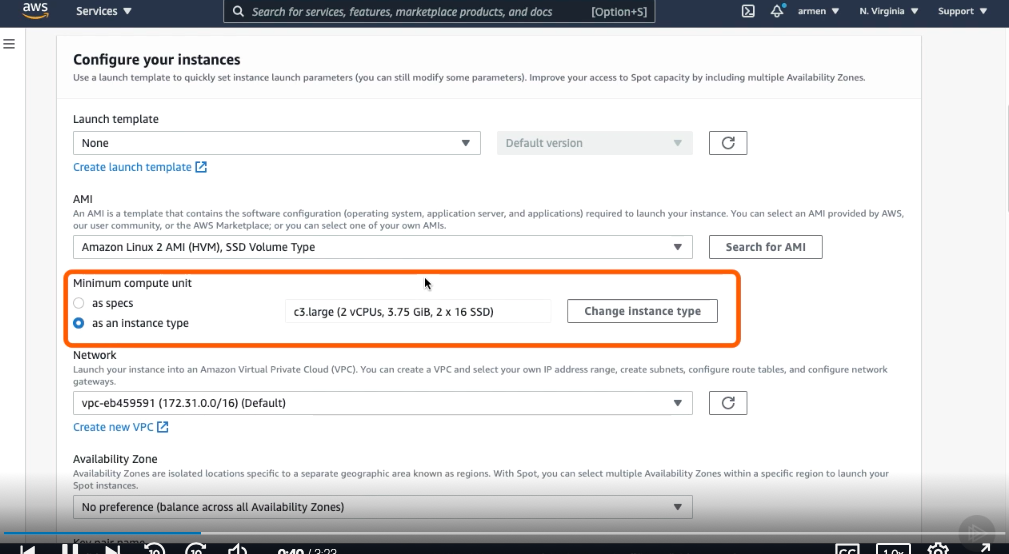 aws
Services
Search for services, features, marketplace products, and docs [Option+S]
armen
N. Virginia
Support
Configure your instances
Use a launch template to quickly set instance launch parameters (you can still modify some parameters). Improve your access to Spot capacity by including multiple Availability Zones.
Launch template
None
Default version
Create launch template
AMI
An AMI is a template that contains the software configuration (operating system, application server, and applications) required to launch your instance. You can select an AMI provided by AWS,
our user community, or the AWS Marketplace; or you can select one of your own AMIs.
Amazon Linux 2 AMI (HVM), SSD Volume Type
Search for AMI
Minimum compute unit
as specs
as an instance type
c3.large (2 vCPUs, 3.75 GiB, 2 x 16 SSD)
Change instance type
Network
Launch your instance into an Amazon Virtual Private Cloud (VPC). You can create a VPC and select your own IP address range, create subnets, configure route tables, and configure network
gateways.
vpc-eb459591 (172.31.0.0/16) (Default)
Create new VPC
Availability Zone
Availability Zones are isolated locations specific to a separate geographic area known as regions. With Spot, you can select multiple Availability Zones within a specific region to launch your
Spot instances.
No preference (balance across all Availability Zones)
Key pair name
10
10
0:40 / 3:23
CC
1.0x